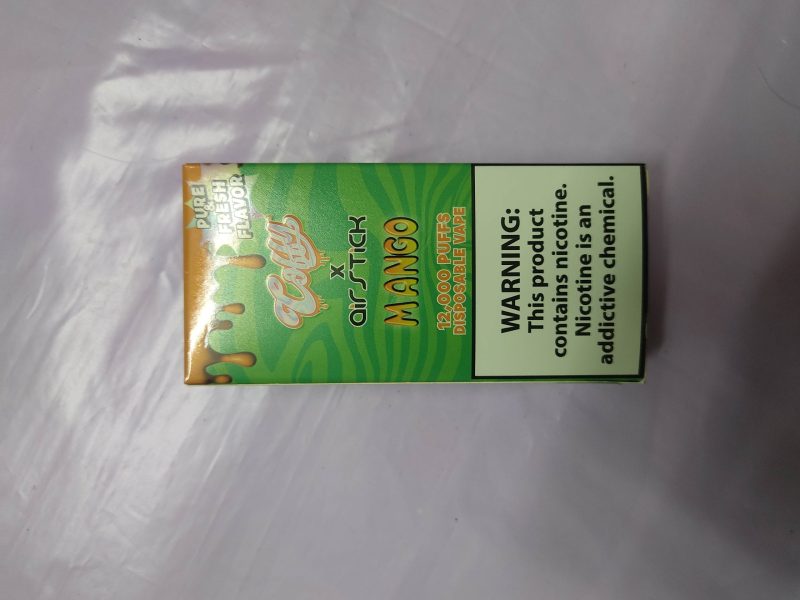 PURE
&
FRESH
FLAVOR
X
AIR STICK
MANGO
12,000 PUFFS
DISPOSABLE VAPE
WARNING:
This product
contains nicotine.
Nicotine is an
addictive chemical.